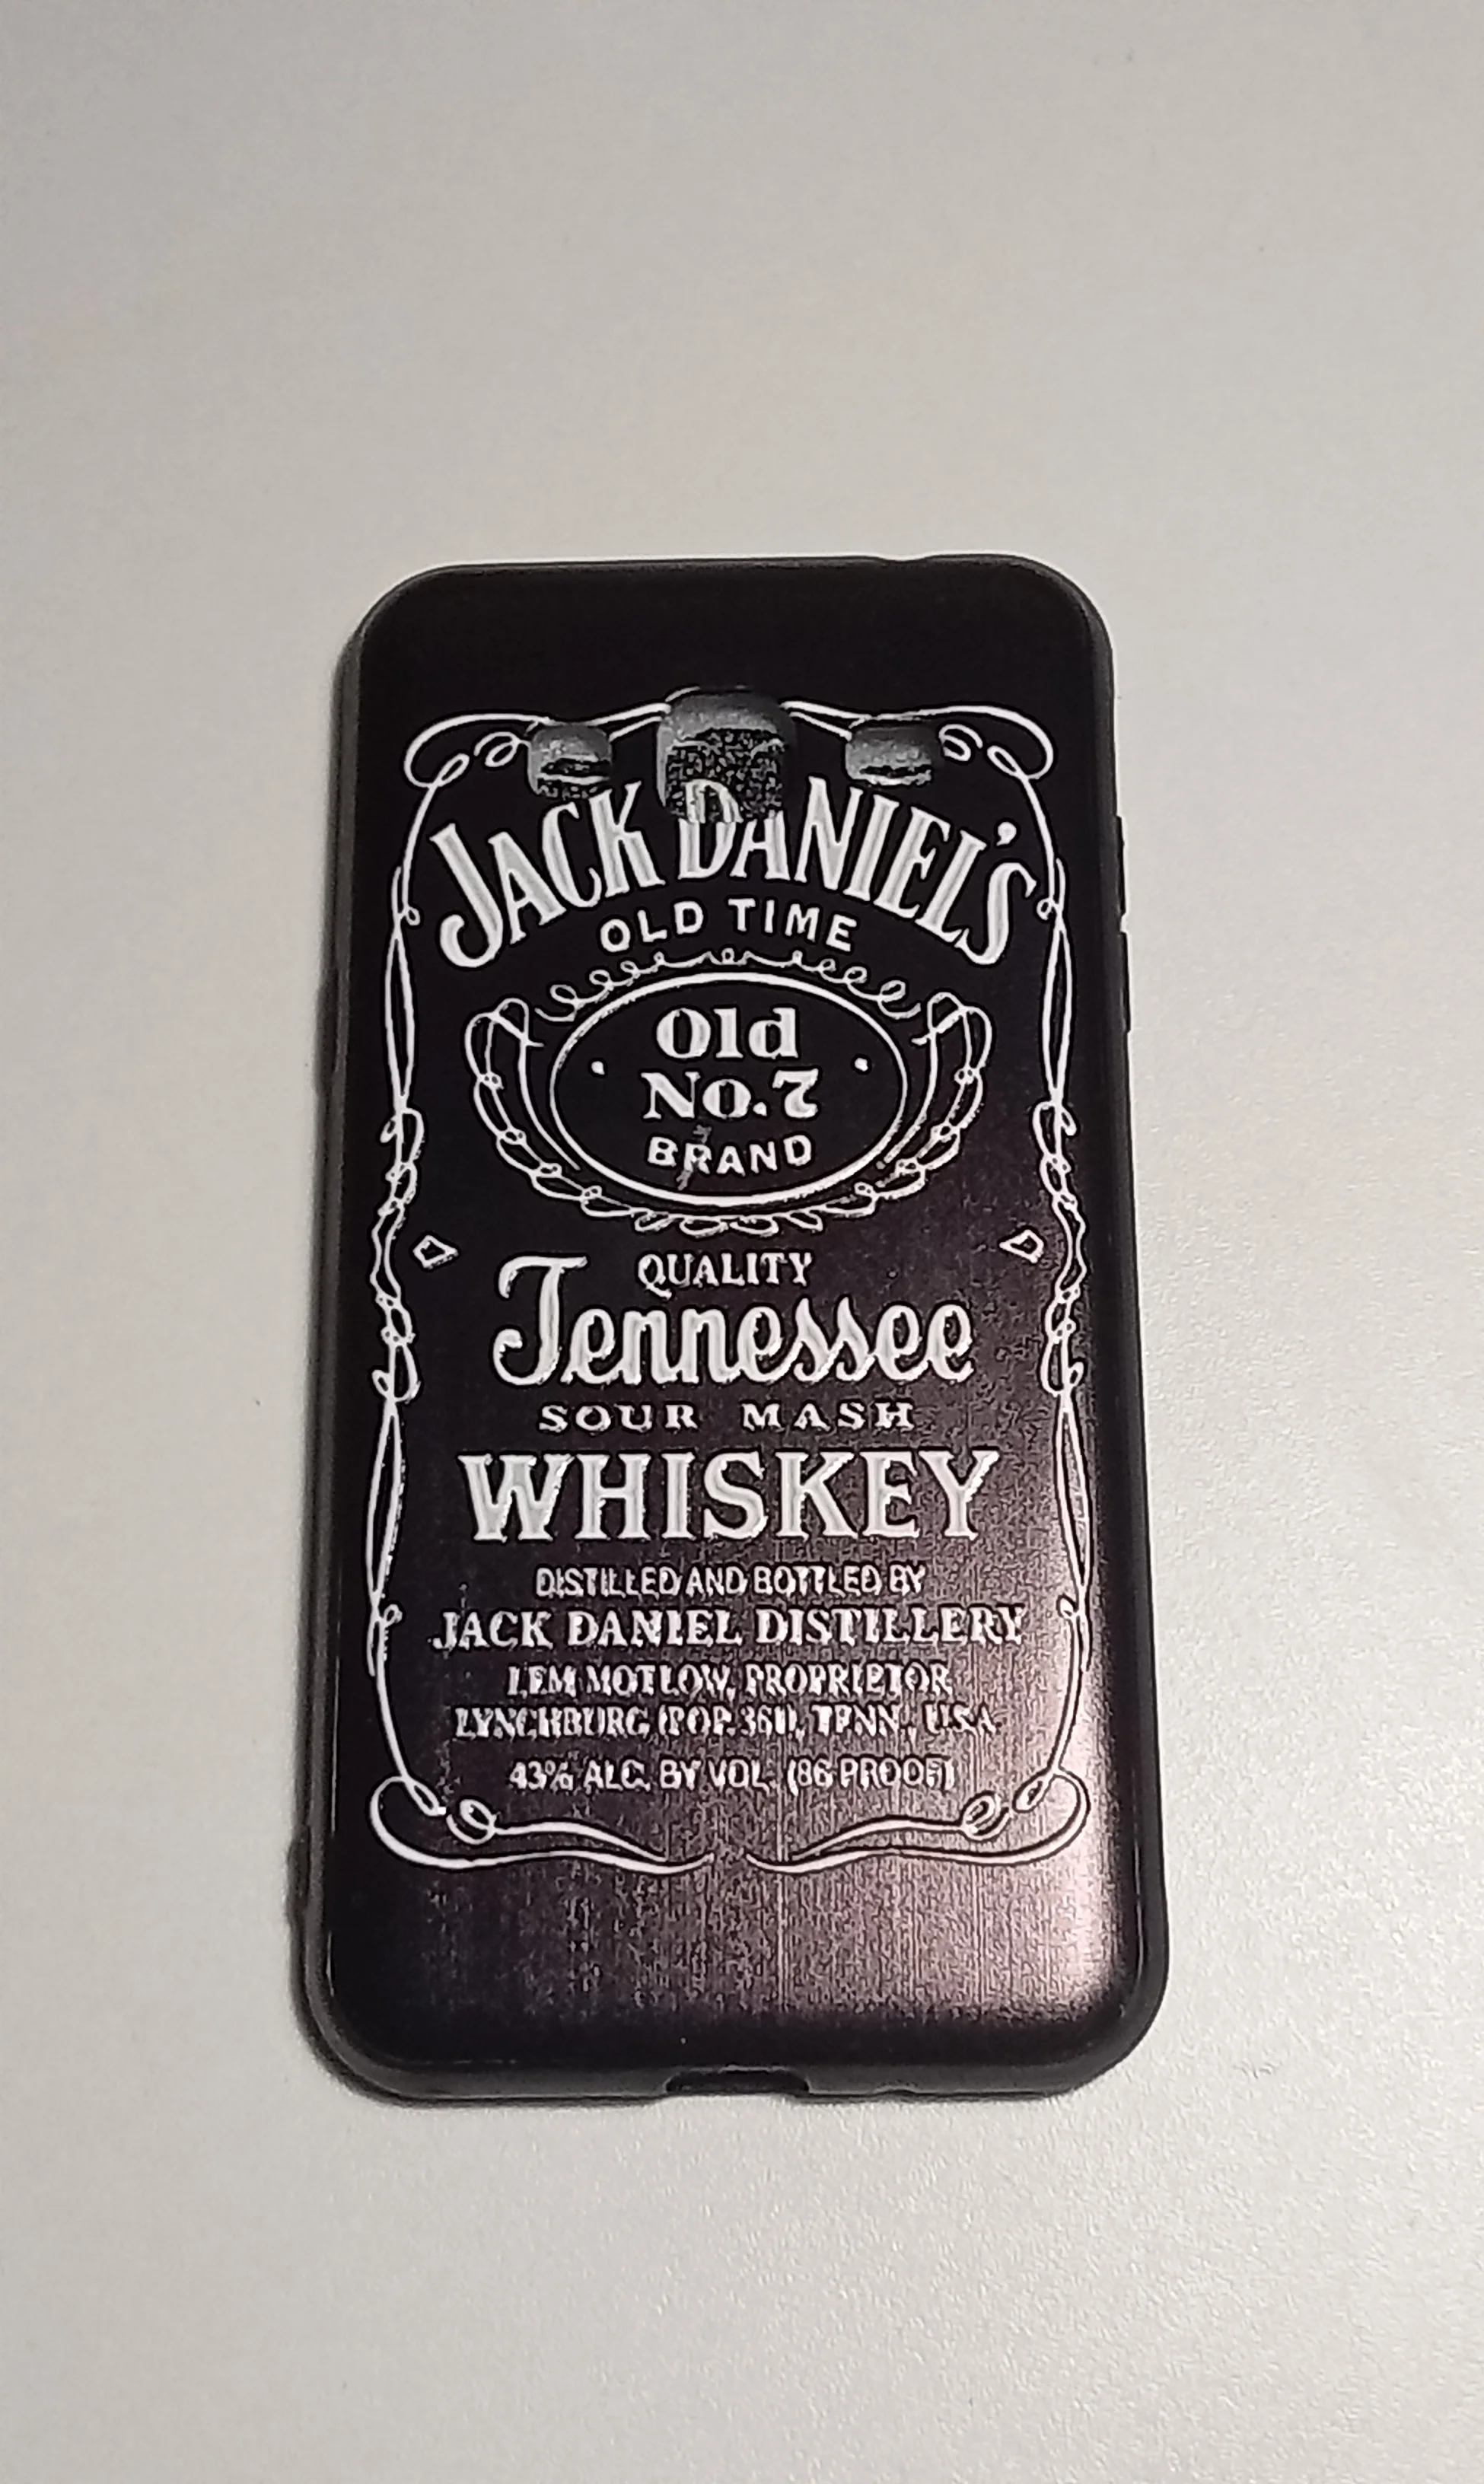 JACK DANIEL'S
OLD TIME
Old
No.7
BRAND
QUALITY
Tennessee
SOUR MASH
WHISKEY
DISTILLED AND BOTTLED BY
JACK DANIEL DISTILLERY
LEM MOTLOW, PROPRIETOR
LYNCHBURG (POP. 361), TENN., U.S.A.
43% ALC. BY VOL. (86 PROOF)